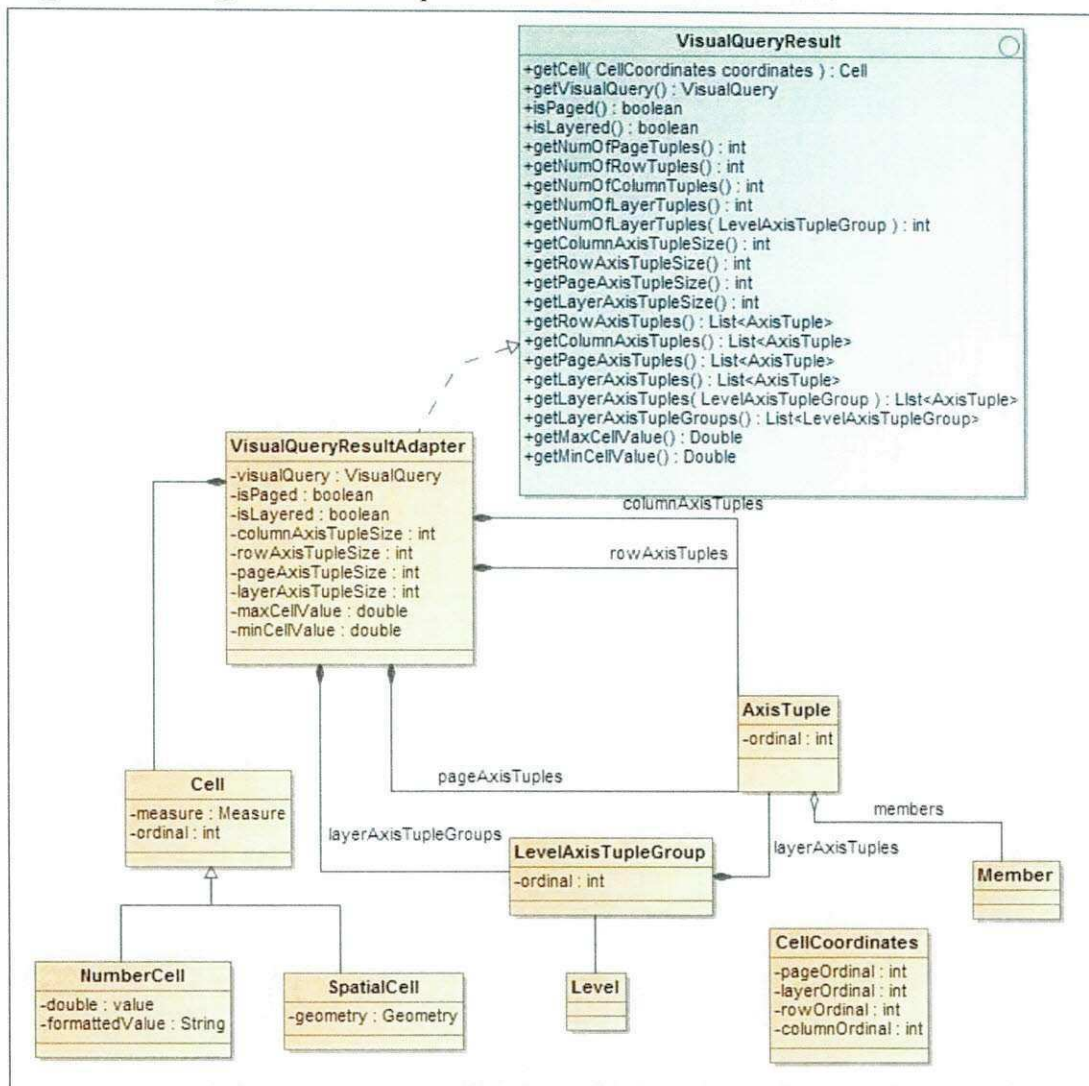 VisualQueryResult
+getCell( CellCoordinates coordinates ) : Cell
+getVisualQuery() : VisualQuery
+isPaged() : boolean
+isLayered() : boolean
+getNumOfPageTuples() : int
+getNumOfRowTuples() : int
+getNumOfColumnTuples() : int
+getNumOfLayerTuples() : int
+getNumOfLayerTuples( LevelAxisTupleGroup ) : int
+getColumnAxisTupleSize() : int
+getRowAxisTupleSize() : int
+getPageAxisTupleSize() : int
+getLayerAxisTupleSize() : int
+getRowAxisTuples() : List<AxisTuple>
+getColumnAxisTuples() : List<AxisTuple>
+getPageAxisTuples() : List<AxisTuple>
+getLayerAxisTuples() : List<AxisTuple>
+getLayerAxisTuples( LevelAxisTupleGroup ) : List<AxisTuple>
+getLayerAxisTupleGroups() : List<LevelAxisTupleGroup>
+getMaxCellValue() : Double
+getMinCellValue() : Double
VisualQueryResultAdapter
-visualQuery : VisualQuery
-isPaged : boolean
-isLayered : boolean
-columnAxisTupleSize : int
-rowAxisTupleSize : int
-pageAxisTupleSize : int
-layerAxisTupleSize : int
-maxCellValue : double
-minCellValue : double
columnAxisTuples
rowAxisTuples
AxisTuple
-ordinal : int
pageAxisTuples
Cell
-measure : Measure
-ordinal : int
members
layerAxisTupleGroups
layerAxisTuples
LevelAxisTupleGroup
-ordinal : int
Member
NumberCell
-double : value
-formattedValue : String
SpatialCell
-geometry : Geometry
Level
CellCoordinates
-pageOrdinal : int
-layerOrdinal : int
-rowOrdinal : int
-columnOrdinal : int